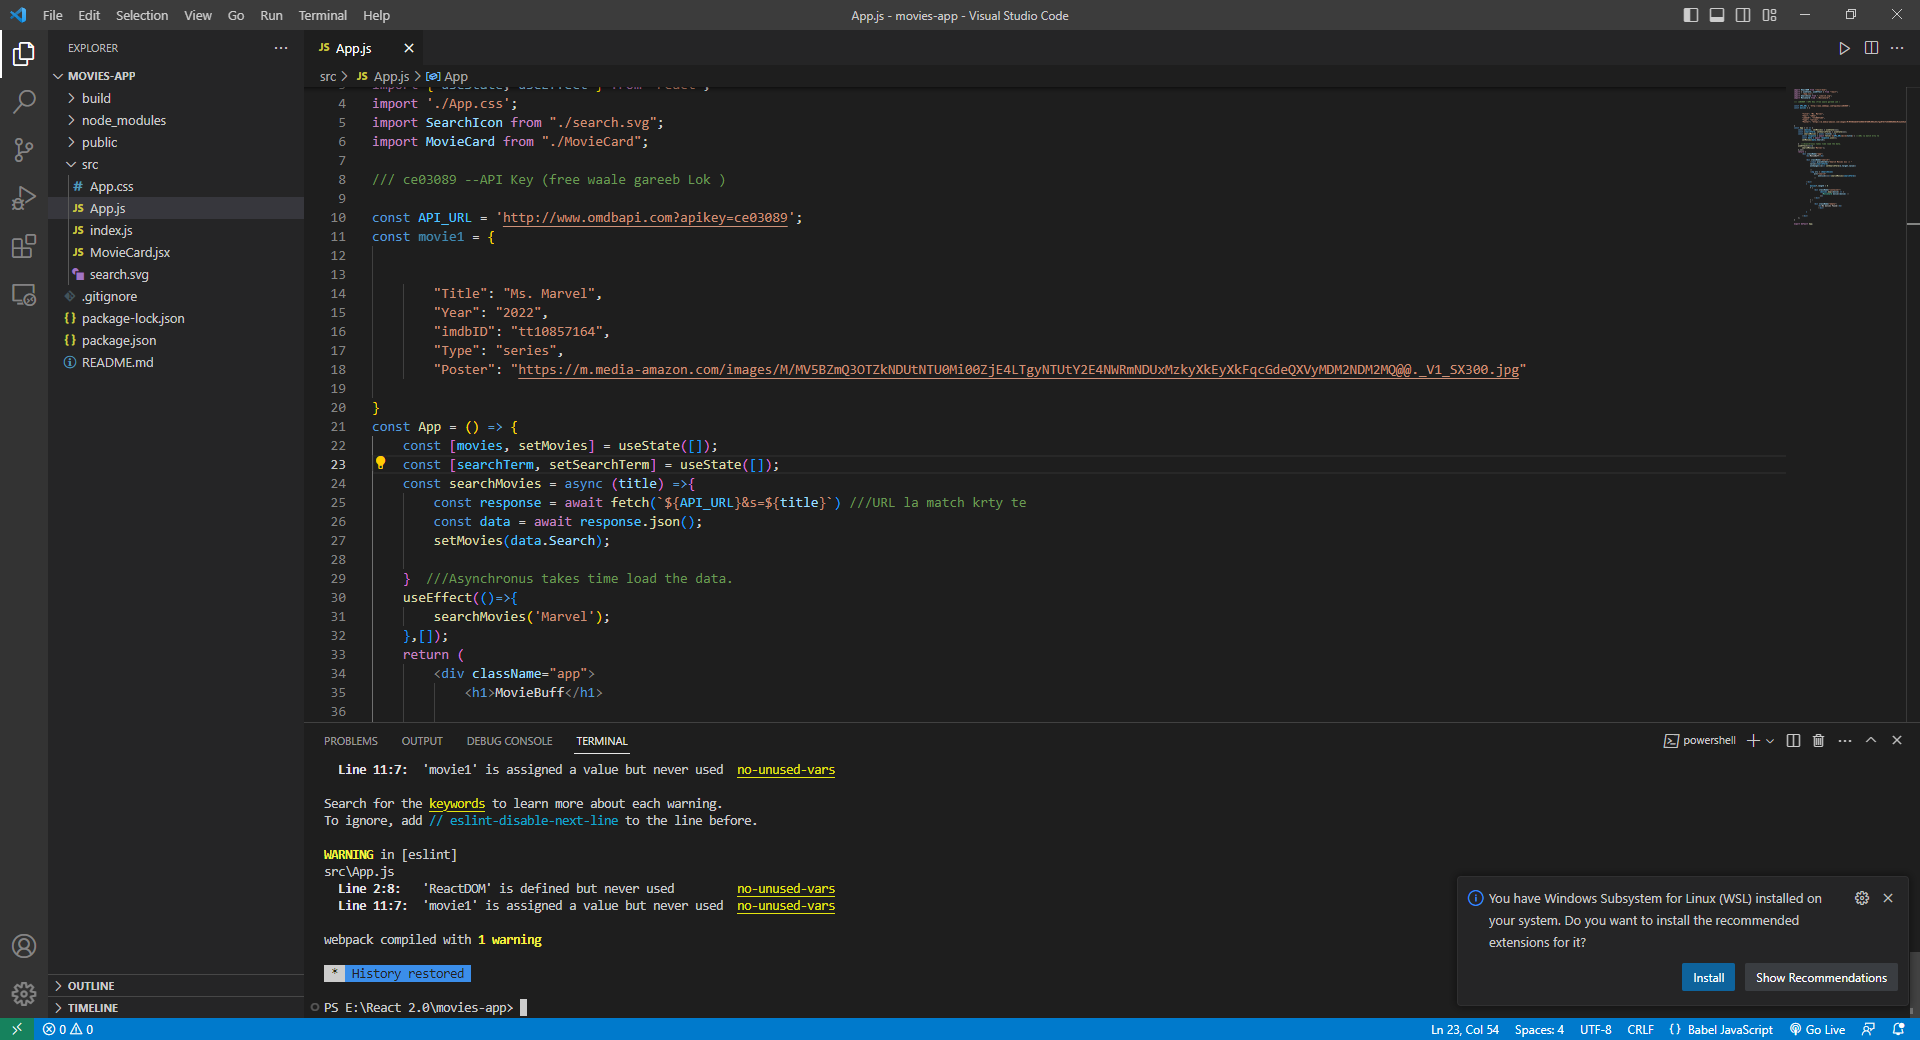 File Edit Selection View Go Run Terminal Help
App.js - movies-app - Visual Studio Code
EXPLORER
MOVIES-APP
build
node_modules
public
src
# App.css
JS App.js
JS index.js
JS MovieCard.jsx
search.svg
.gitignore
{} package-lock.json
{} package.json
README.md
OUTLINE
TIMELINE
JS App.js
src > JS App.js > App
3 import { useState, useEffect } from 'react';
4 import './App.css';
5 import SearchIcon from "./search.svg";
6 import MovieCard from "./MovieCard";
7
8 /// ce03089 --API Key (free waale gareeb Lok )
9
10 const API_URL = 'http://www.omdbapi.com?apikey=ce03089';
11 const movie1 = {
12
13
14 "Title": "Ms. Marvel",
15 "Year": "2022",
16 "imdbID": "tt10857164",
17 "Type": "series",
18 "Poster": "https://m.media-amazon.com/images/M/MV5BZmQ3OTZkNDUtNTU0Mi00ZjE4LTgyNTUtY2E4NWRmNDUxMzkyXkEyXkFqcGdeQXVyMDM2NDM2MQ@@._V1_SX300.jpg"
19
20 }
21 const App = () => {
22 const [movies, setMovies] = useState([]);
23 const [searchTerm, setSearchTerm] = useState([]);
24 const searchMovies = async (title) =>{
25 const response = await fetch(`${API_URL}&s=${title}`) ///URL la match krty te
26 const data = await response.json();
27 setMovies(data.Search);
28
29 } ///Asynchronus takes time load the data.
30 useEffect(()=>{
31 searchMovies('Marvel');
32 },[]);
33 return (
34 <div className="app">
35 <h1>MovieBuff</h1>
36
PROBLEMS OUTPUT DEBUG CONSOLE TERMINAL
powershell
Line 11:7: 'movie1' is assigned a value but never used no-unused-vars
Search for the keywords to learn more about each warning.
To ignore, add // eslint-disable-next-line to the line before.
WARNING in [eslint]
src\App.js
Line 2:8: 'ReactDOM' is defined but never used no-unused-vars
Line 11:7: 'movie1' is assigned a value but never used no-unused-vars
webpack compiled with 1 warning
* History restored
PS E:\React 2.0\movies-app>
You have Windows Subsystem for Linux (WSL) installed on
your system. Do you want to install the recommended
extensions for it?
Install Show Recommendations
0 0
Ln 23, Col 54 Spaces: 4 UTF-8 CRLF {} Babel JavaScript Go Live